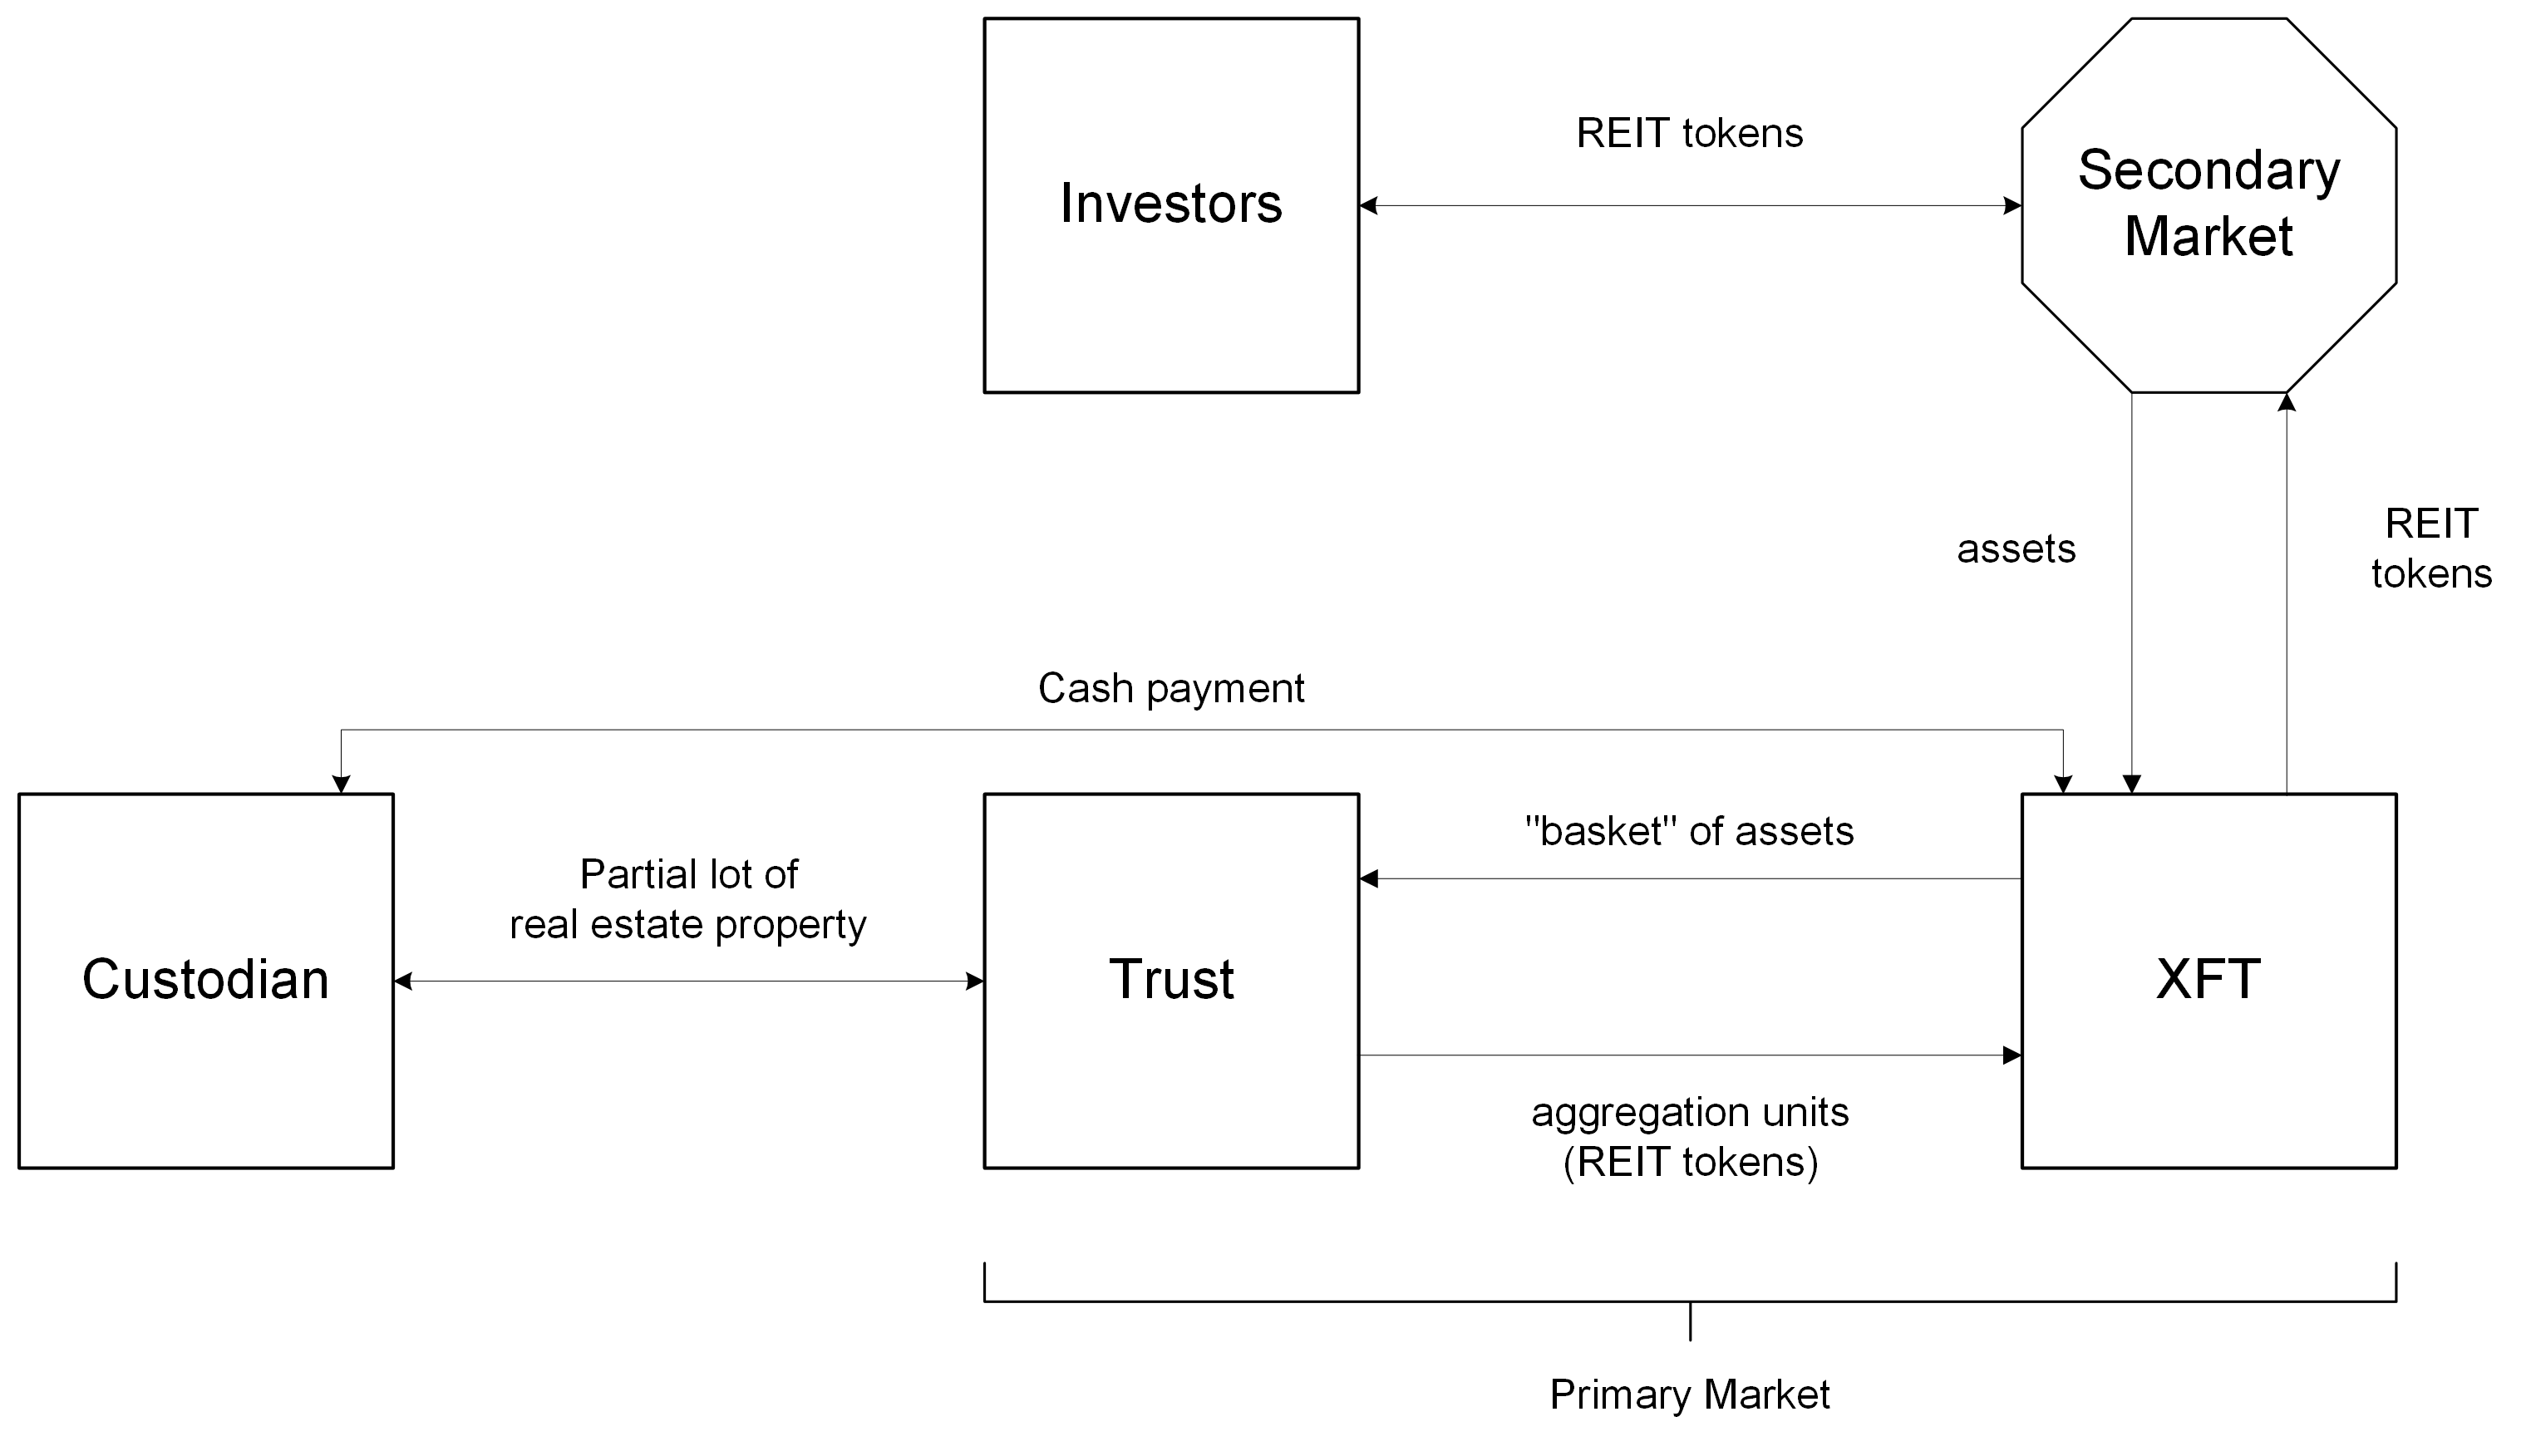 Investors
REIT tokens
Secondary
Market
assets
REIT
tokens
Cash payment
Custodian
Partial lot of
real estate property
Trust
"basket" of assets
aggregation units
(REIT tokens)
XFT
Primary Market